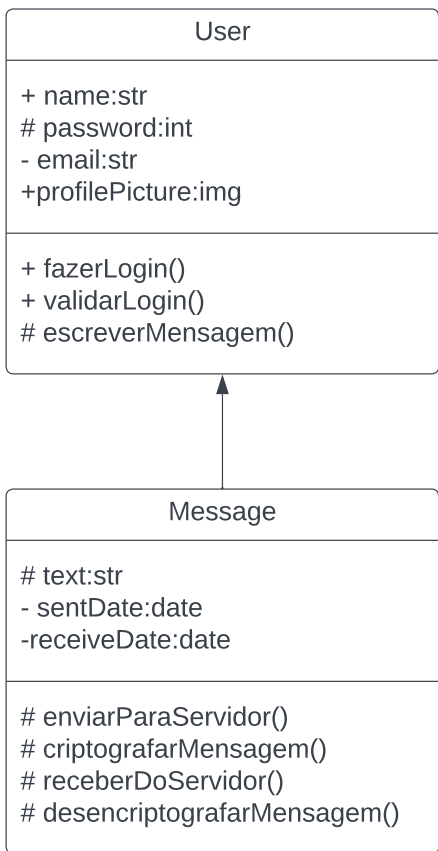 User
+ name:str
# password:int
- email:str
+profilePicture:img
+ fazerLogin()
+ validarLogin()
# escreverMensagem()
Message
# text:str
- sentDate:date
-receiveDate:date
# enviarParaServidor()
# criptografarMensagem()
# receberDoServidor()
# desencriptografarMensagem()